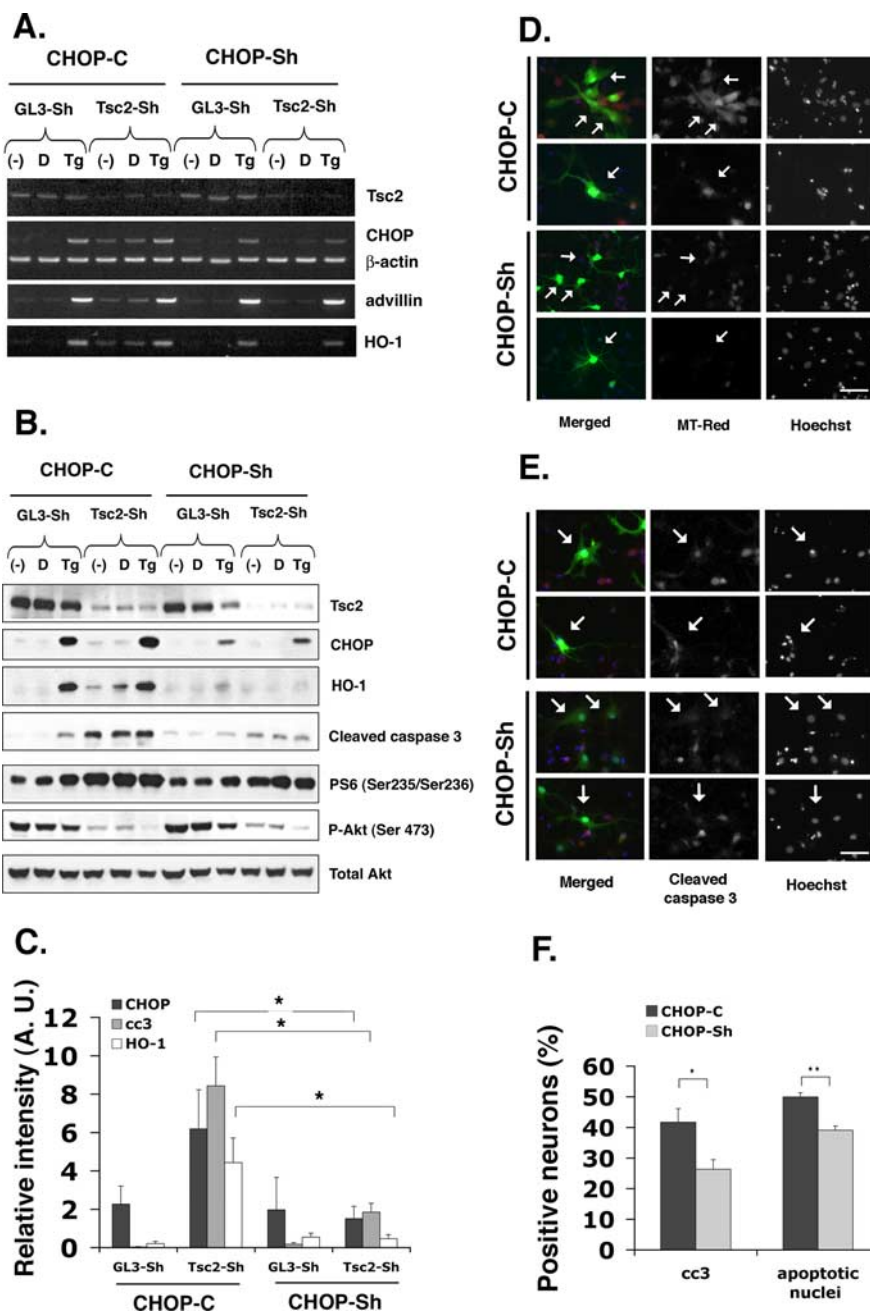 A.
CHOP-C
CHOP-Sh
GL3-Sh Tsc2-Sh GL3-Sh Tsc2-Sh
(-) D Tg (-) D Tg (-) D Tg (-) D Tg
Tsc2
CHOP
β-actin
advillin
HO-1
B.
CHOP-C
CHOP-Sh
GL3-Sh Tsc2-Sh GL3-Sh Tsc2-Sh
(-) D Tg (-) D Tg (-) D Tg (-) D Tg
Tsc2
CHOP
HO-1
Cleaved caspase 3
PS6 (Ser235/Ser236)
P-Akt (Ser 473)
Total Akt
C.
Relative intensity (A. U.)
12
10
8
6
4
2
0
CHOP
cc3
HO-1
*
*
*
GL3-Sh Tsc2-Sh GL3-Sh Tsc2-Sh
CHOP-C CHOP-Sh
D.
CHOP-C
CHOP-Sh
Merged MT-Red Hoechst
E.
CHOP-C
CHOP-Sh
Merged Cleaved caspase 3 Hoechst
F.
CHOP-C
CHOP-Sh
Positive neurons (%)
60
50
40
30
20
10
0
*
**
cc3 apoptotic nuclei